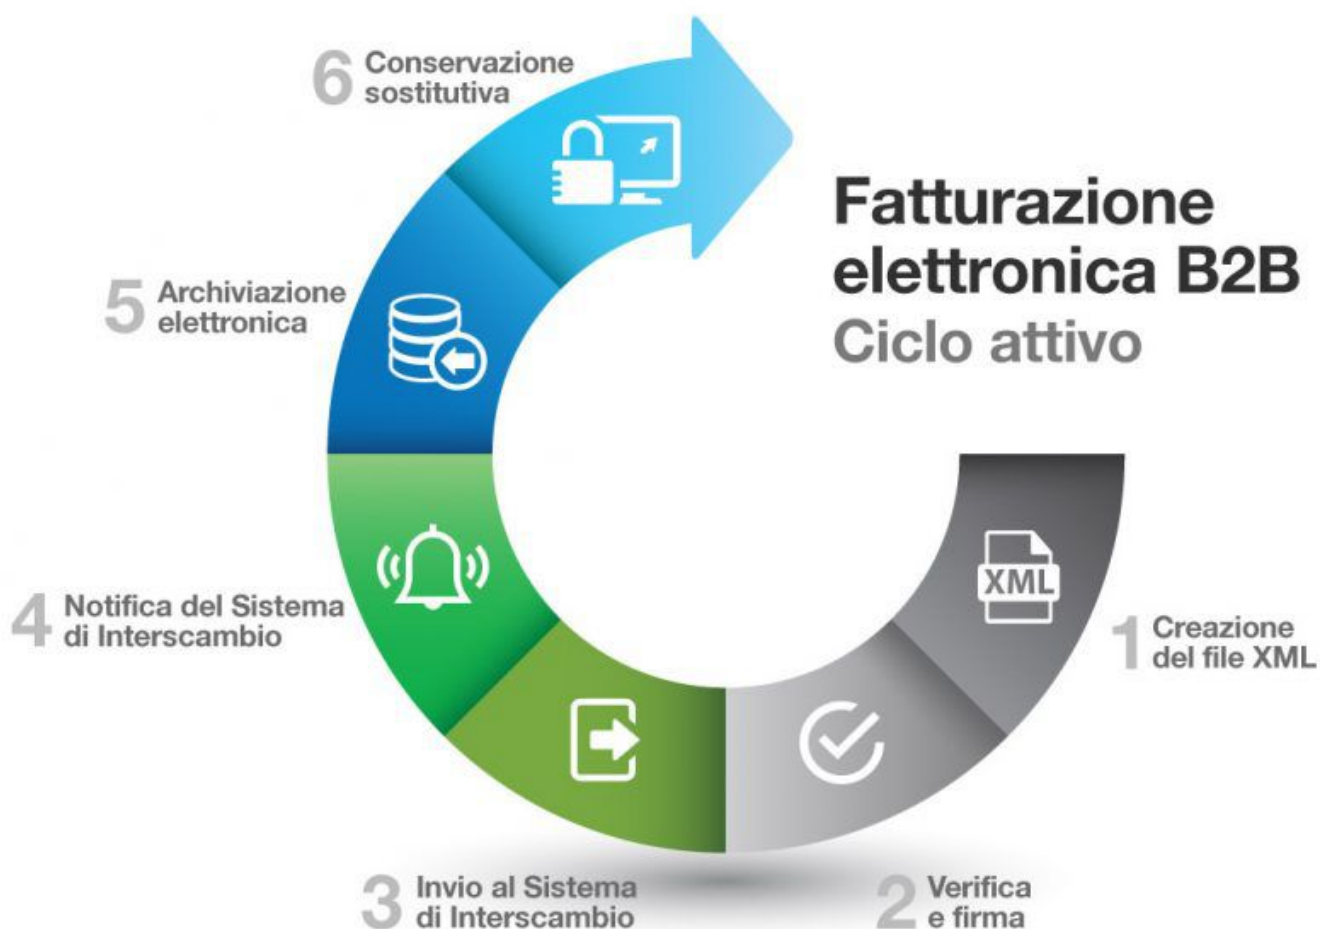 Fatturazione
elettronica B2B
Ciclo attivo
XML
1 Creazione
del file XML
2 Verifica
e firma
3 Invio al Sistema
di Interscambio
4 Notifica del Sistema
di Interscambio
5 Archiviazione
elettronica
6 Conservazione
sostitutiva